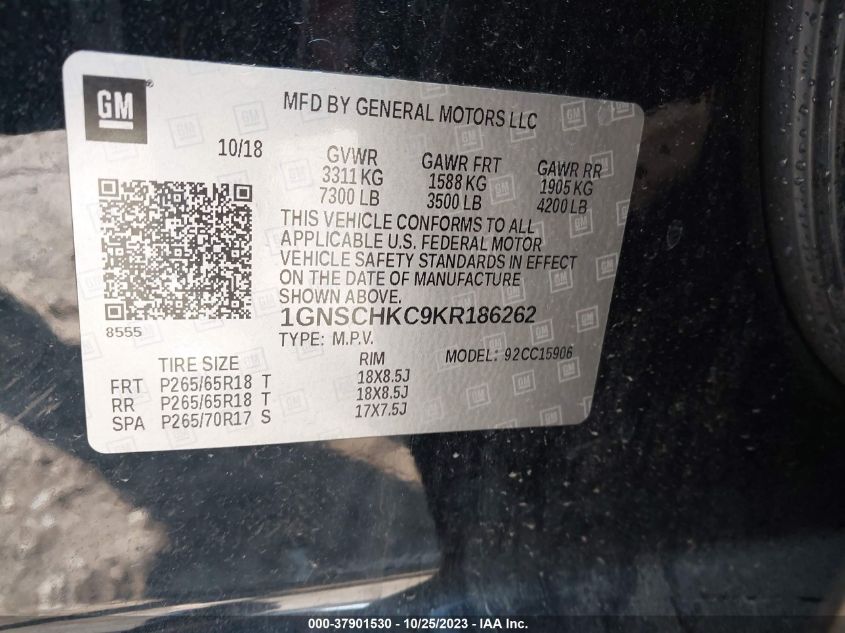 GM
MFD BY GENERAL MOTORS LLC
10/18 GVWR GAWR FRT GAWR RR
3311 KG 1588 KG 1905 KG
7300 LB 3500 LB 4200 LB
THIS VEHICLE CONFORMS TO ALL
APPLICABLE U.S. FEDERAL MOTOR
VEHICLE SAFETY STANDARDS IN EFFECT
ON THE DATE OF MANUFACTURE
SHOWN ABOVE.
8555 1GNSCHKC9KR186262
TYPE: M.P.V. MODEL: 92CC15906
TIRE SIZE RIM
FRT P265/65R18 T 18X8.5J
RR P265/65R18 T 18X8.5J
SPA P265/70R17 S 17X7.5J
000-37901530 - 10/25/2023 - IAA Inc.